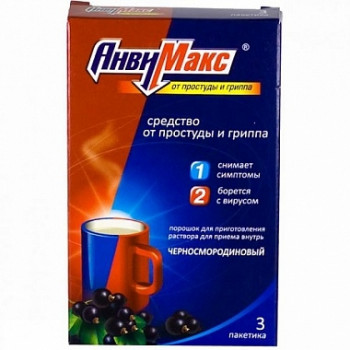 АнвиМакс®
от простуды и гриппа
средство
от простуды и гриппа
1 снимает
симптомы
2 борется
с вирусом
порошок для приготовления
раствора для приема внутрь
ЧЕРНОСМОРОДИНОВЫЙ
3
пакетика